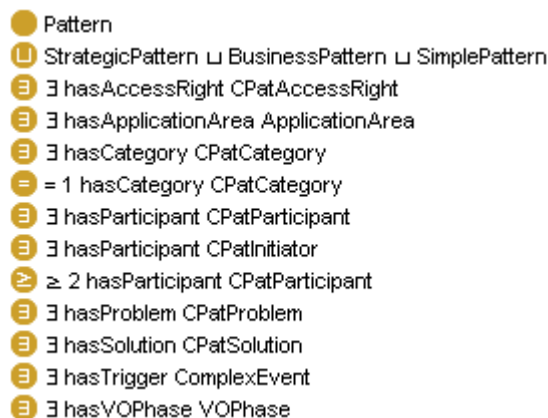 Pattern
⊔ StrategicPattern ⊔ BusinessPattern ⊔ SimplePattern
∃ ∃ hasAccessRight CPatAccessRight
∃ ∃ hasApplicationArea ApplicationArea
∃ ∃ hasCategory CPatCategory
= = 1 hasCategory CPatCategory
∃ ∃ hasParticipant CPatParticipant
∃ ∃ hasParticipant CPatInitiator
≥ ≥ 2 hasParticipant CPatParticipant
∃ ∃ hasProblem CPatProblem
∃ ∃ hasSolution CPatSolution
∃ ∃ hasTrigger ComplexEvent
∃ ∃ hasVOPhase VOPhase